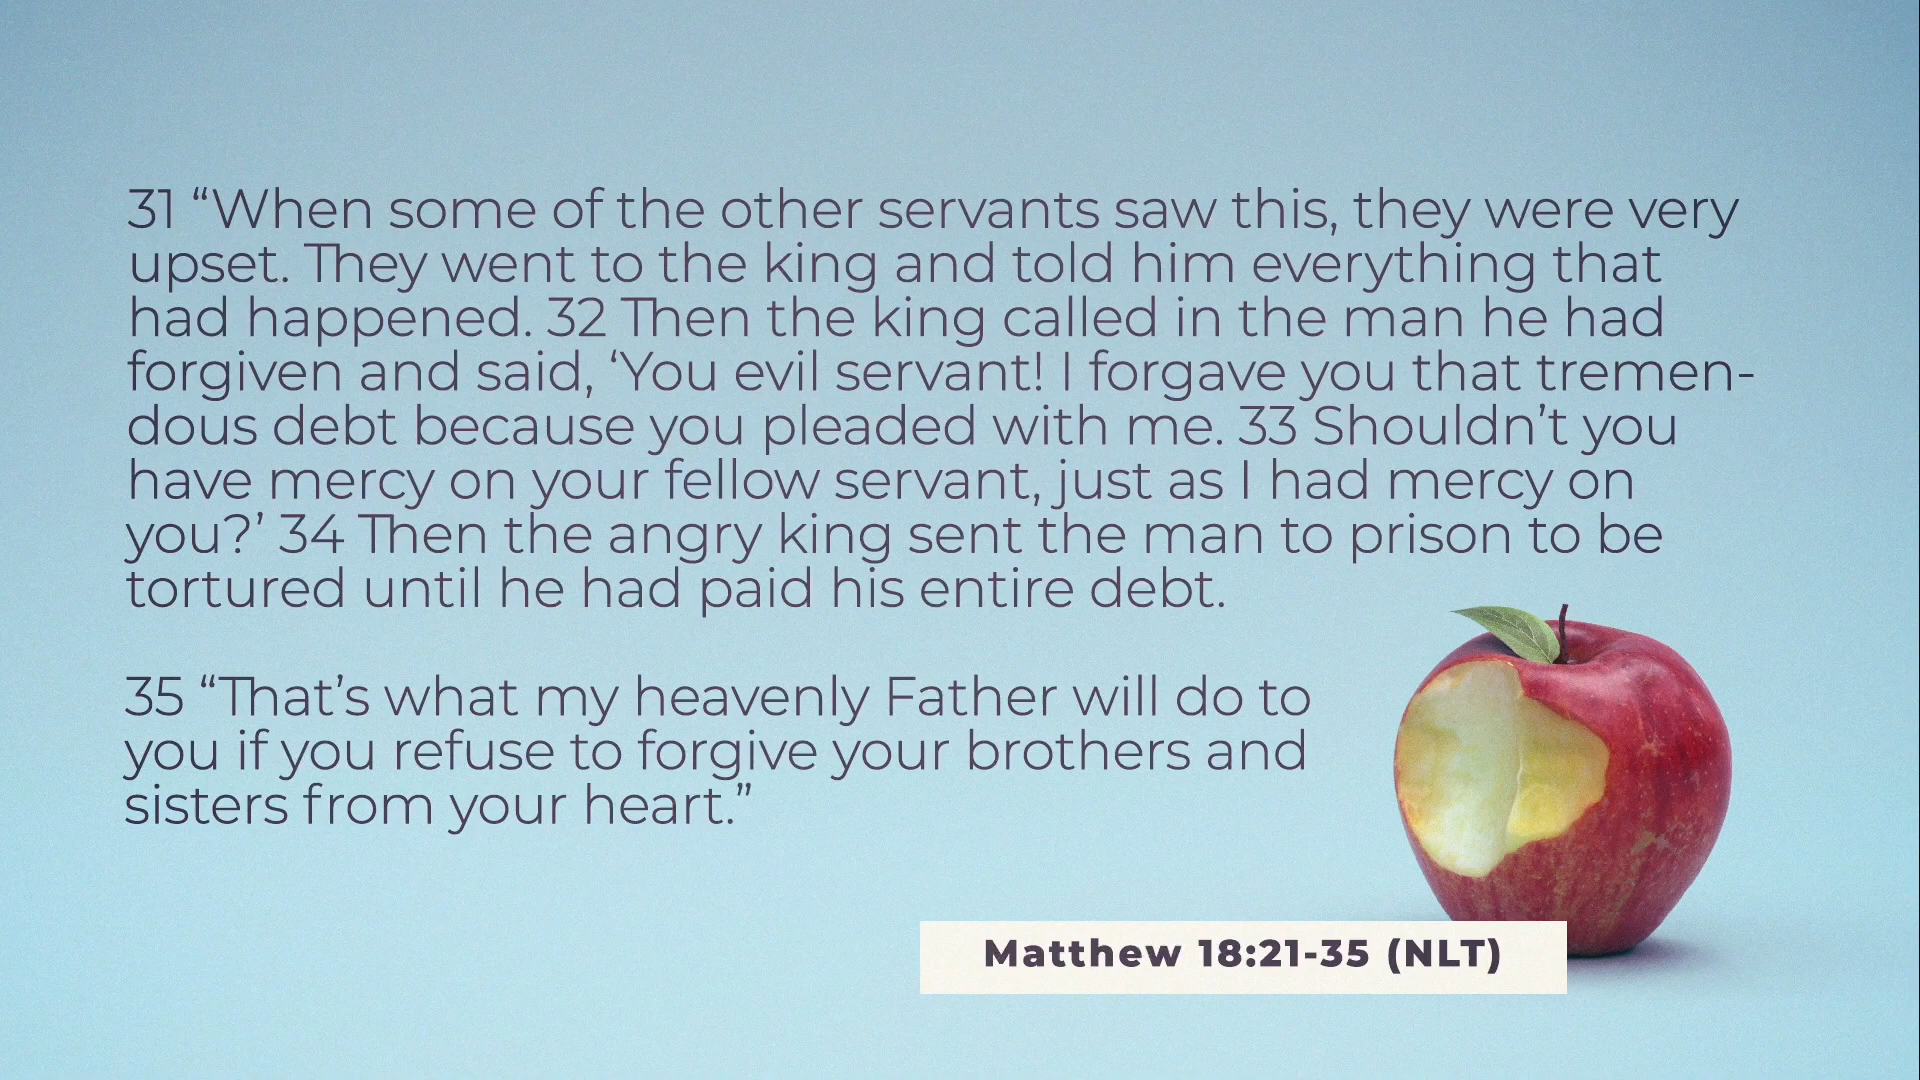 31 “When some of the other servants saw this, they were very
upset. They went to the king and told him everything that
had happened. 32 Then the king called in the man he had
forgiven and said, ‘You evil servant! I forgave you that tremen-
dous debt because you pleaded with me. 33 Shouldn’t you
have mercy on your fellow servant, just as I had mercy on
you?’ 34 Then the angry king sent the man to prison to be
tortured until he had paid his entire debt.
35 “That’s what my heavenly Father will do to
you if you refuse to forgive your brothers and
sisters from your heart.”
Matthew 18:21-35 (NLT)